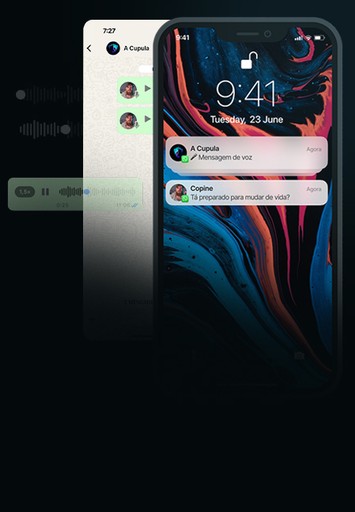 7:27
A Cupula
9:41
9:41
Tuesday, 23 June
A Cupula
Agora
Mensagem de voz
Copine
Agora
Tá preparado para mudar de vida?